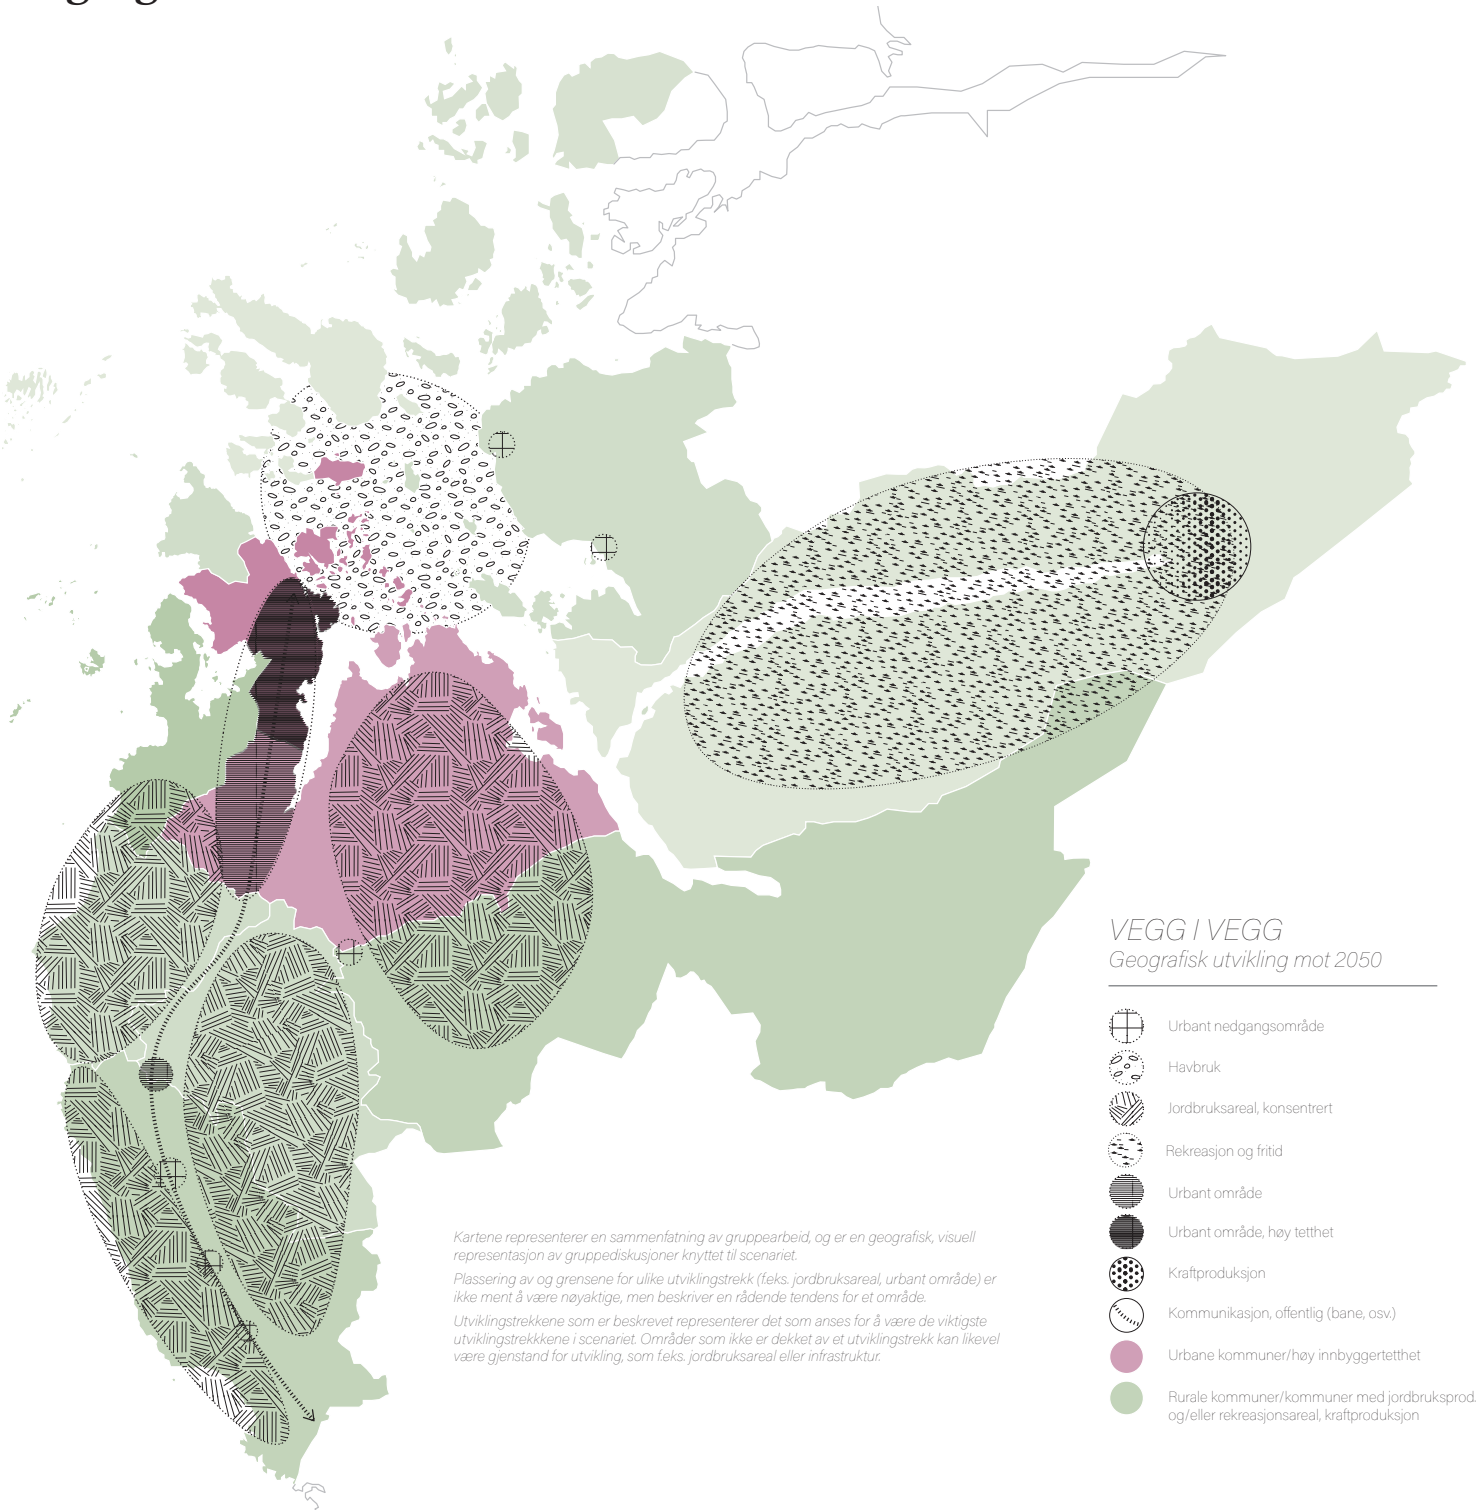 VEGG I VEGG
Geografisk utvikling mot 2050
Urbant nedgangsområde
Havbruk
Jordbruksareal, konsentrert
Rekreasjon og fritid
Urbant område
Urbant område, høy tetthet
Kraftproduksjon
Kommunikasjon, offentlig (bane, osv.)
Urbane kommuner/høy innbyggertetthet
Rurale kommuner/kommuner med jordbruksprod.
og/eller rekreasjonsareal, kraftproduksjon
Kartene representerer en sammenfatning av gruppearbeid, og er en geografisk, visuell
representasjon av gruppediskusjoner knyttet til scenariet.
Plassering av og grensene for ulike utviklingstrekk (f.eks. jordbruksareal, urbant område) er
ikke ment å være nøyaktige, men beskriver en rådende tendens for et område.
Utviklingstrekkene som er beskrevet representerer det som anses for å være de viktigste
utviklingstrekkkene i scenariet. Områder som ikke er dekket av et utviklingstrekk kan likevel
være gjenstand for utvikling, som f.eks. jordbruksareal eller infrastruktur.